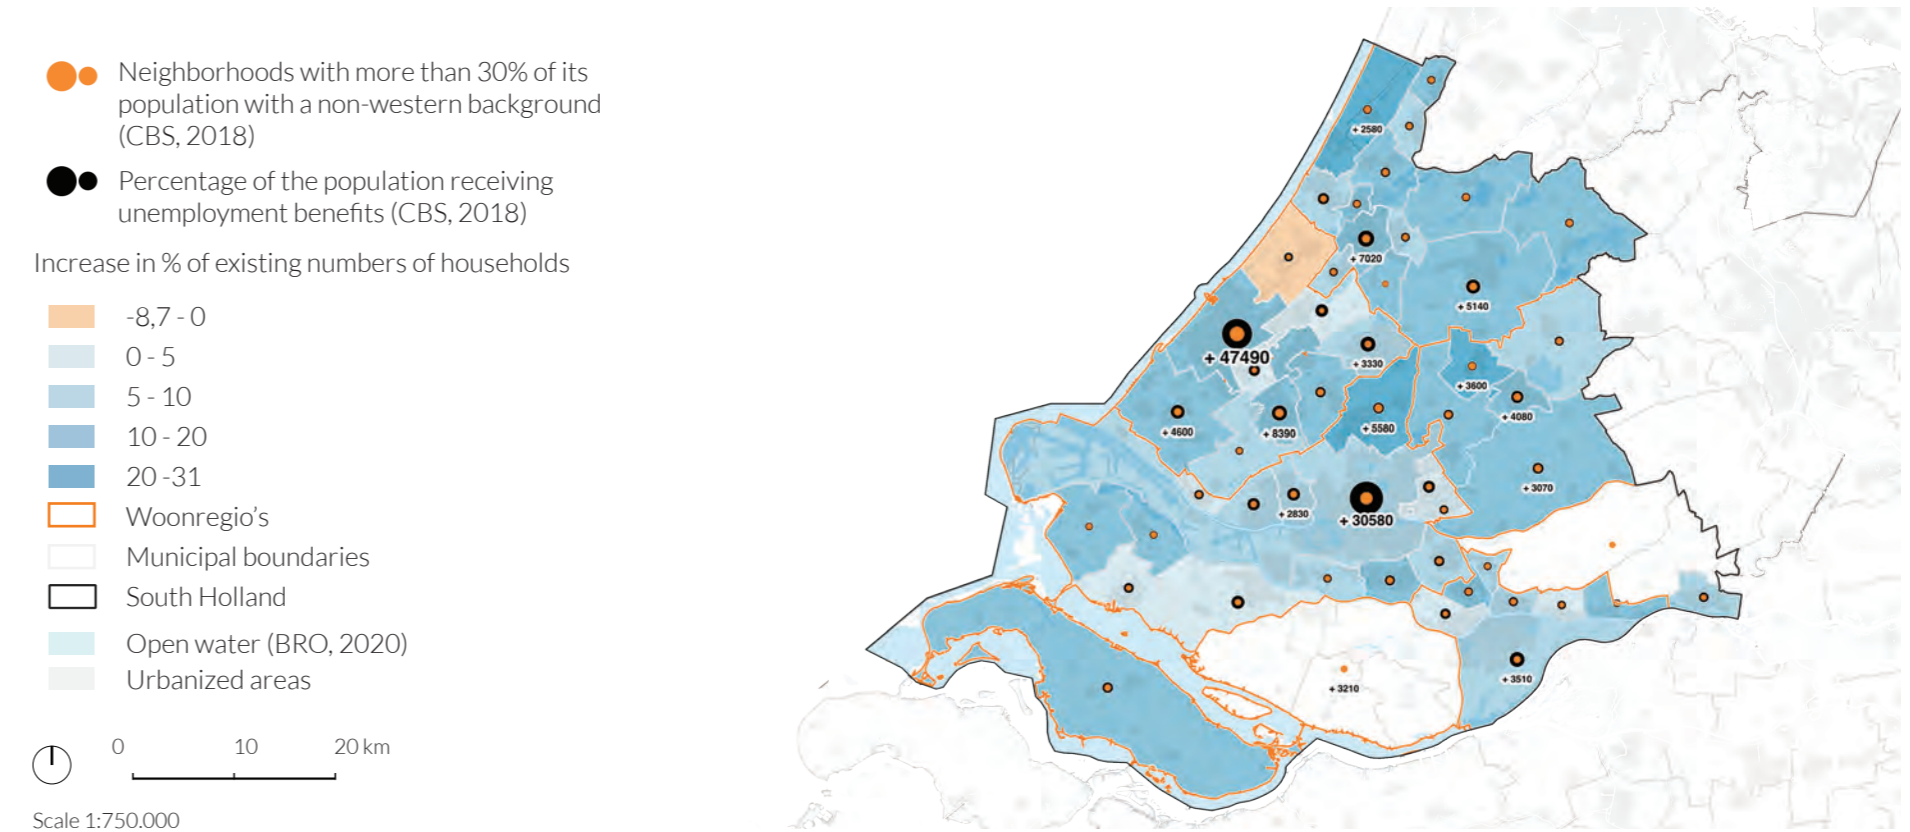 Neighborhoods with more than 30% of its
population with a non-western background
(CBS, 2018)
Percentage of the population receiving
unemployment benefits (CBS, 2018)
Increase in % of existing numbers of households
-8,7 - 0
0 - 5
5 - 10
10 - 20
20 -31
Woonregio's
Municipal boundaries
South Holland
Open water (BRO, 2020)
Urbanized areas
0 10 20 km
Scale 1:750.000
+ 2580
+ 7020
+ 5140
+ 47490
+ 3330
+ 3600
+ 4080
+ 4600
+ 8390
+ 5580
+ 3070
+ 2830
+ 30580
+ 3510
+ 3210